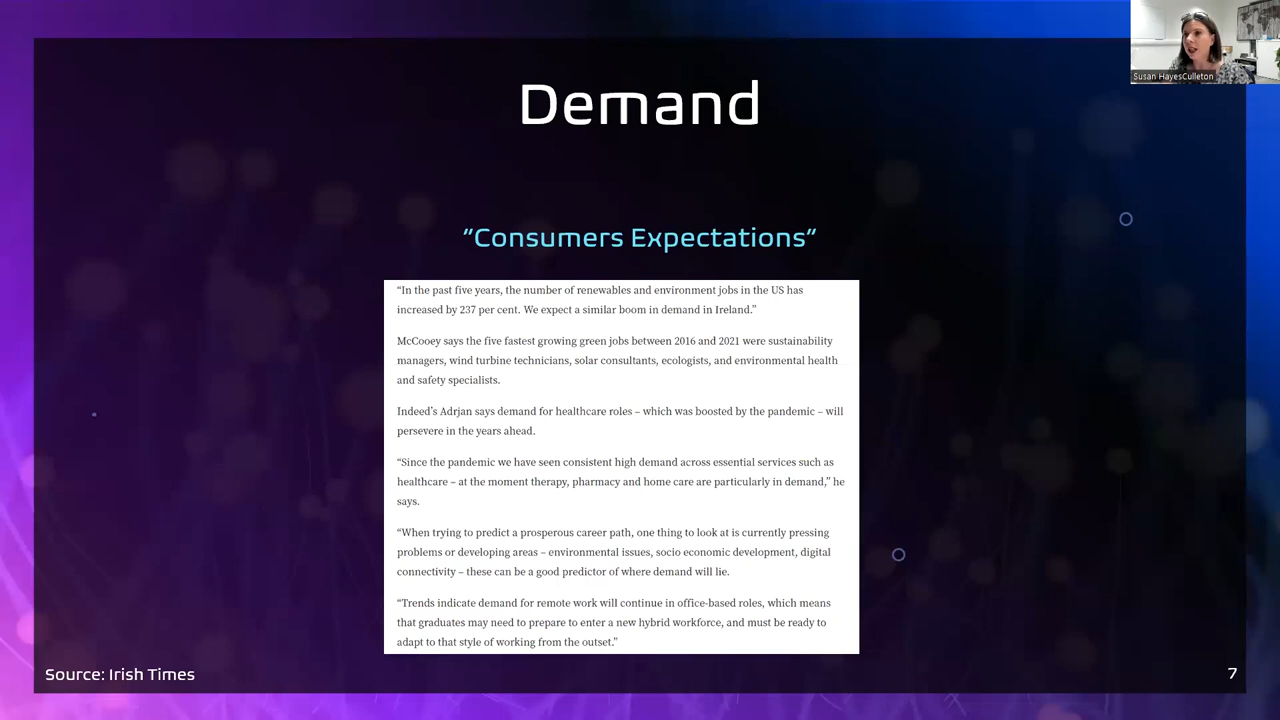 Susan HayesCulleton
Demand
“Consumers Expectations”
“In the past five years, the number of renewables and environment jobs in the US has
increased by 237 per cent. We expect a similar boom in demand in Ireland.”
McCooey says the five fastest growing green jobs between 2016 and 2021 were sustainability
managers, wind turbine technicians, solar consultants, ecologists, and environmental health
and safety specialists.
Indeed’s Adrjan says demand for healthcare roles – which was boosted by the pandemic – will
persevere in the years ahead.
“Since the pandemic we have seen consistent high demand across essential services such as
healthcare – at the moment therapy, pharmacy and home care are particularly in demand,” he
says.
“When trying to predict a prosperous career path, one thing to look at is currently pressing
problems or developing areas – environmental issues, socio economic development, digital
connectivity – these can be a good predictor of where demand will lie.
“Trends indicate demand for remote work will continue in office-based roles, which means
that graduates may need to prepare to enter a new hybrid workforce, and must be ready to
adapt to that style of working from the outset.”
Source: Irish Times
7